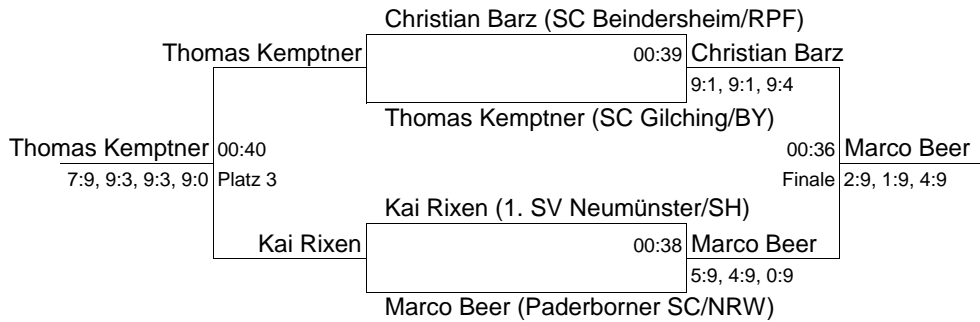 Christian Barz (SC Beindersheim/RPF)
Thomas Kemptner 00:39 Christian Barz
9:1, 9:1, 9:4
Thomas Kemptner (SC Gilching/BY)
Thomas Kemptner 00:40 00:36 Marco Beer
7:9, 9:3, 9:3, 9:0 Platz 3 Finale 2:9, 1:9, 4:9
Kai Rixen (1. SV Neumünster/SH)
Kai Rixen 00:38 Marco Beer
5:9, 4:9, 0:9
Marco Beer (Paderborner SC/NRW)